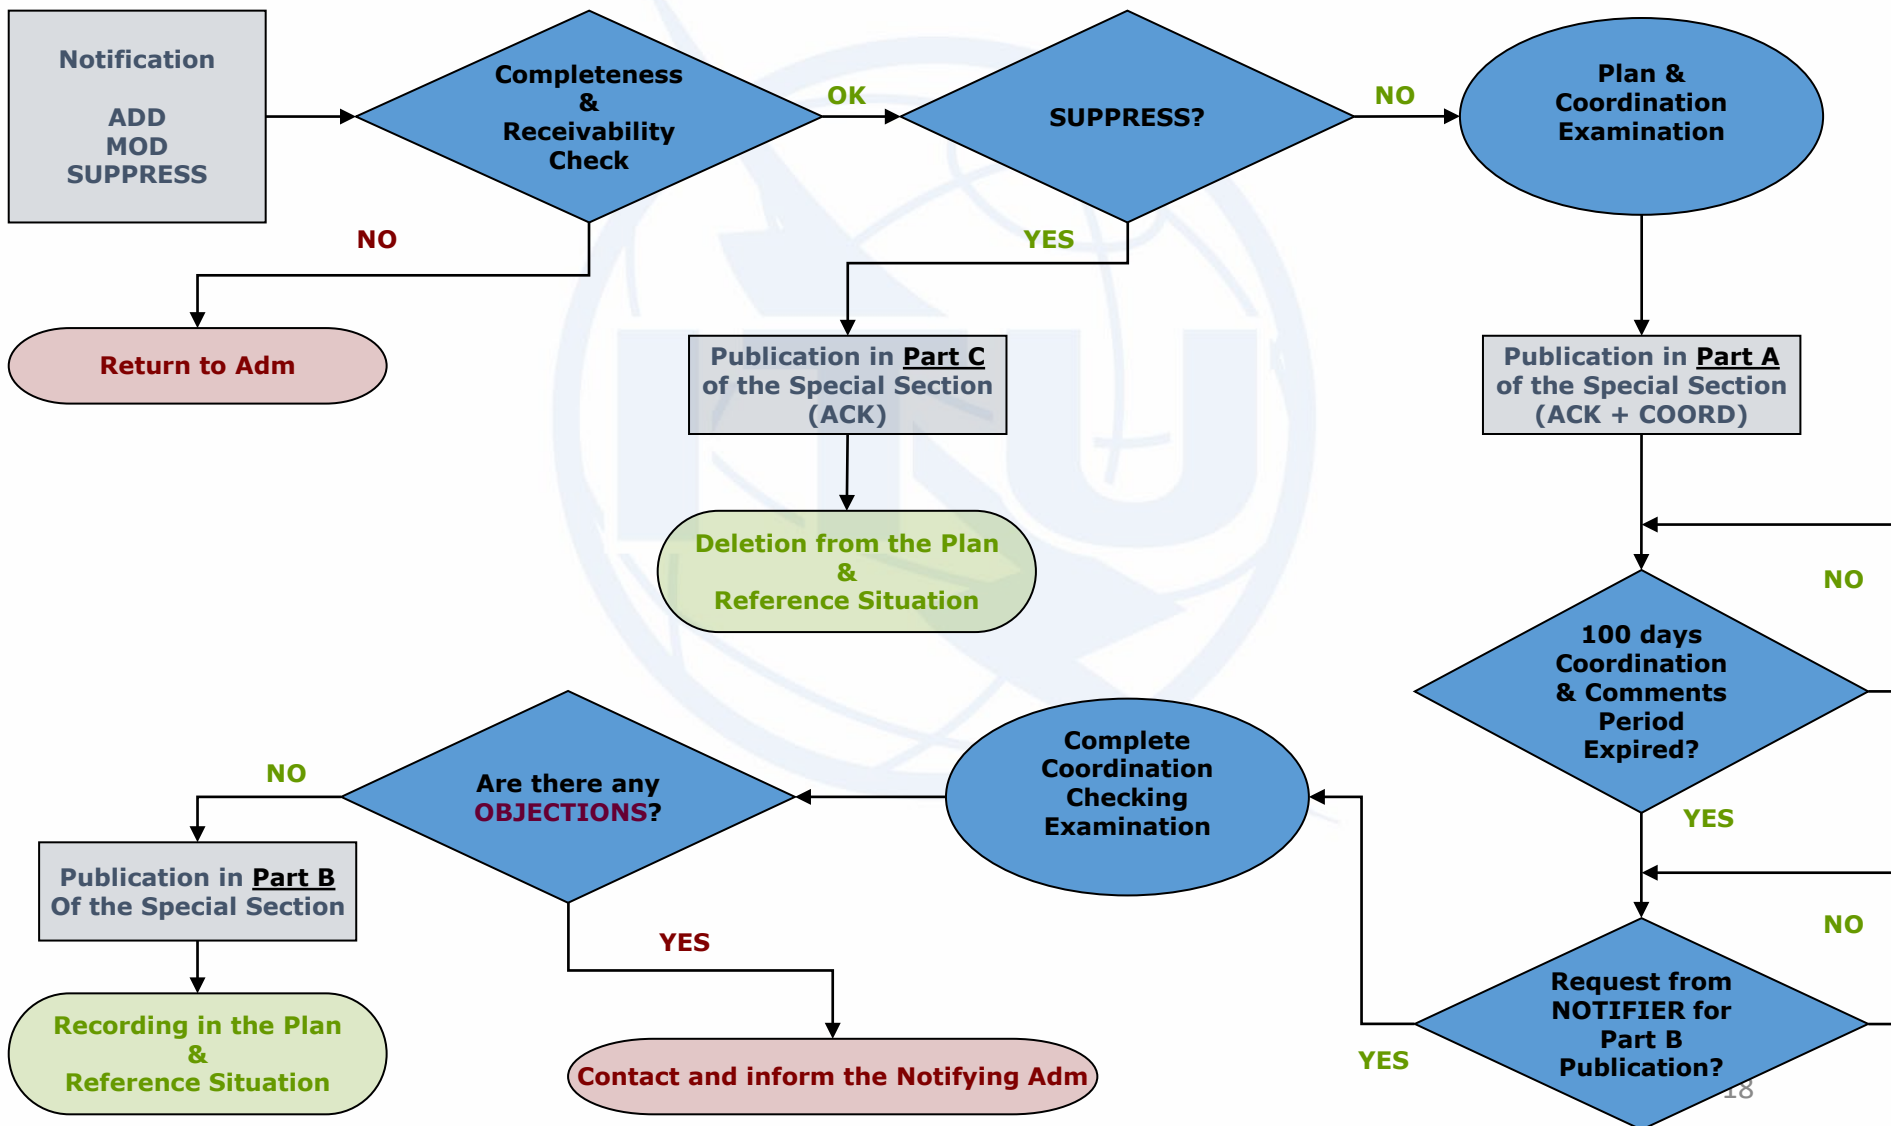 Notification
ADD
MOD
SUPPRESS
Completeness
&
Receivability
Check
OK
SUPPRESS?
NO
Plan &
Coordination
Examination
NO
YES
Return to Adm
Publication in Part C
of the Special Section
(ACK)
Publication in Part A
of the Special Section
(ACK + COORD)
ITU
Deletion from the Plan
&
Reference Situation
NO
100 days
Coordination
& Comments
Period
Expired?
YES
NO
Request from
NOTIFIER for
Part B
Publication?
YES
Complete
Coordination
Checking
Examination
Are there any
OBJECTIONS?
NO
YES
Publication in Part B
Of the Special Section
Recording in the Plan
&
Reference Situation
Contact and inform the Notifying Adm
18